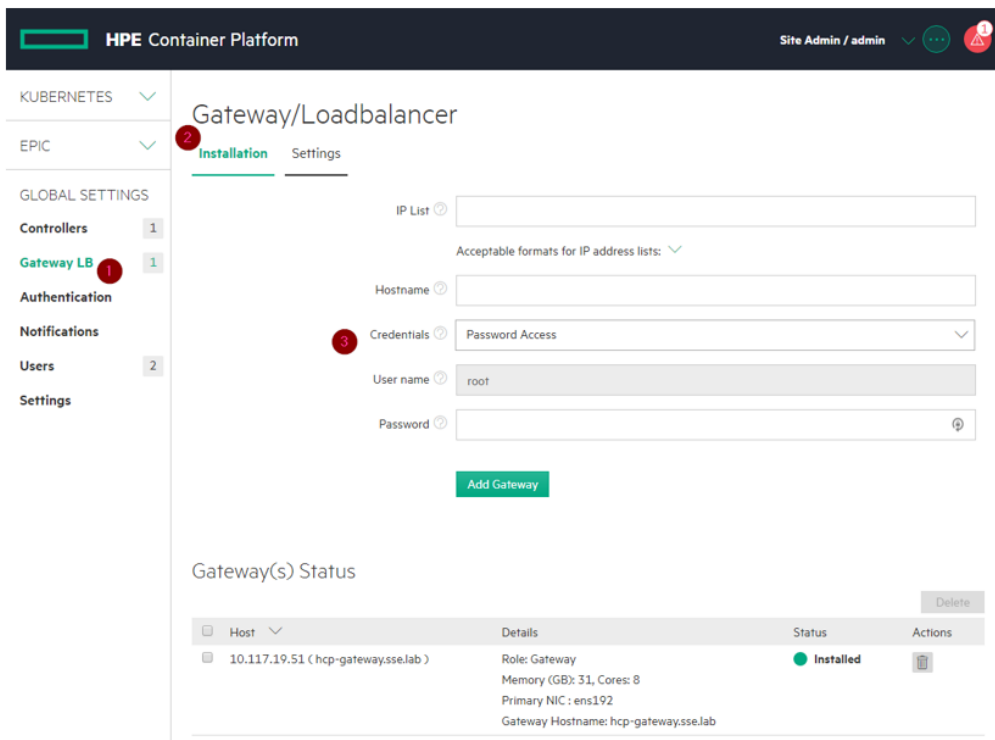 HPE Container Platform
Site Admin / admin
1
KUBERNETES
EPIC
GLOBAL SETTINGS
Controllers 1
Gateway LB 1
1
Authentication
Notifications
Users 2
Settings
Gateway/Loadbalancer
2
Installation Settings
IP List ?
Acceptable formats for IP address lists:
Hostname ?
3
Credentials ? Password Access
User name ? root
Password ?
Add Gateway
Gateway(s) Status
Delete
Host Details Status Actions
10.117.19.51 ( hcp-gateway.sse.lab ) Role: Gateway Installed
Memory (GB): 31, Cores: 8
Primary NIC : ens192
Gateway Hostname: hcp-gateway.sse.lab